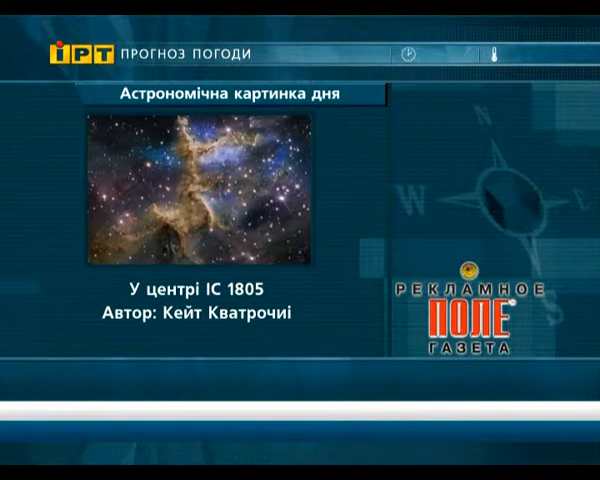 іРТ ПРОГНОЗ ПОГОДИ
Астрономічна картинка дня
У центрі IC 1805
Автор: Кейт Кватрочиі
N
W
E
S
РЕКЛАМНОЕ
ПОЛЕ
ГАЗЕТА